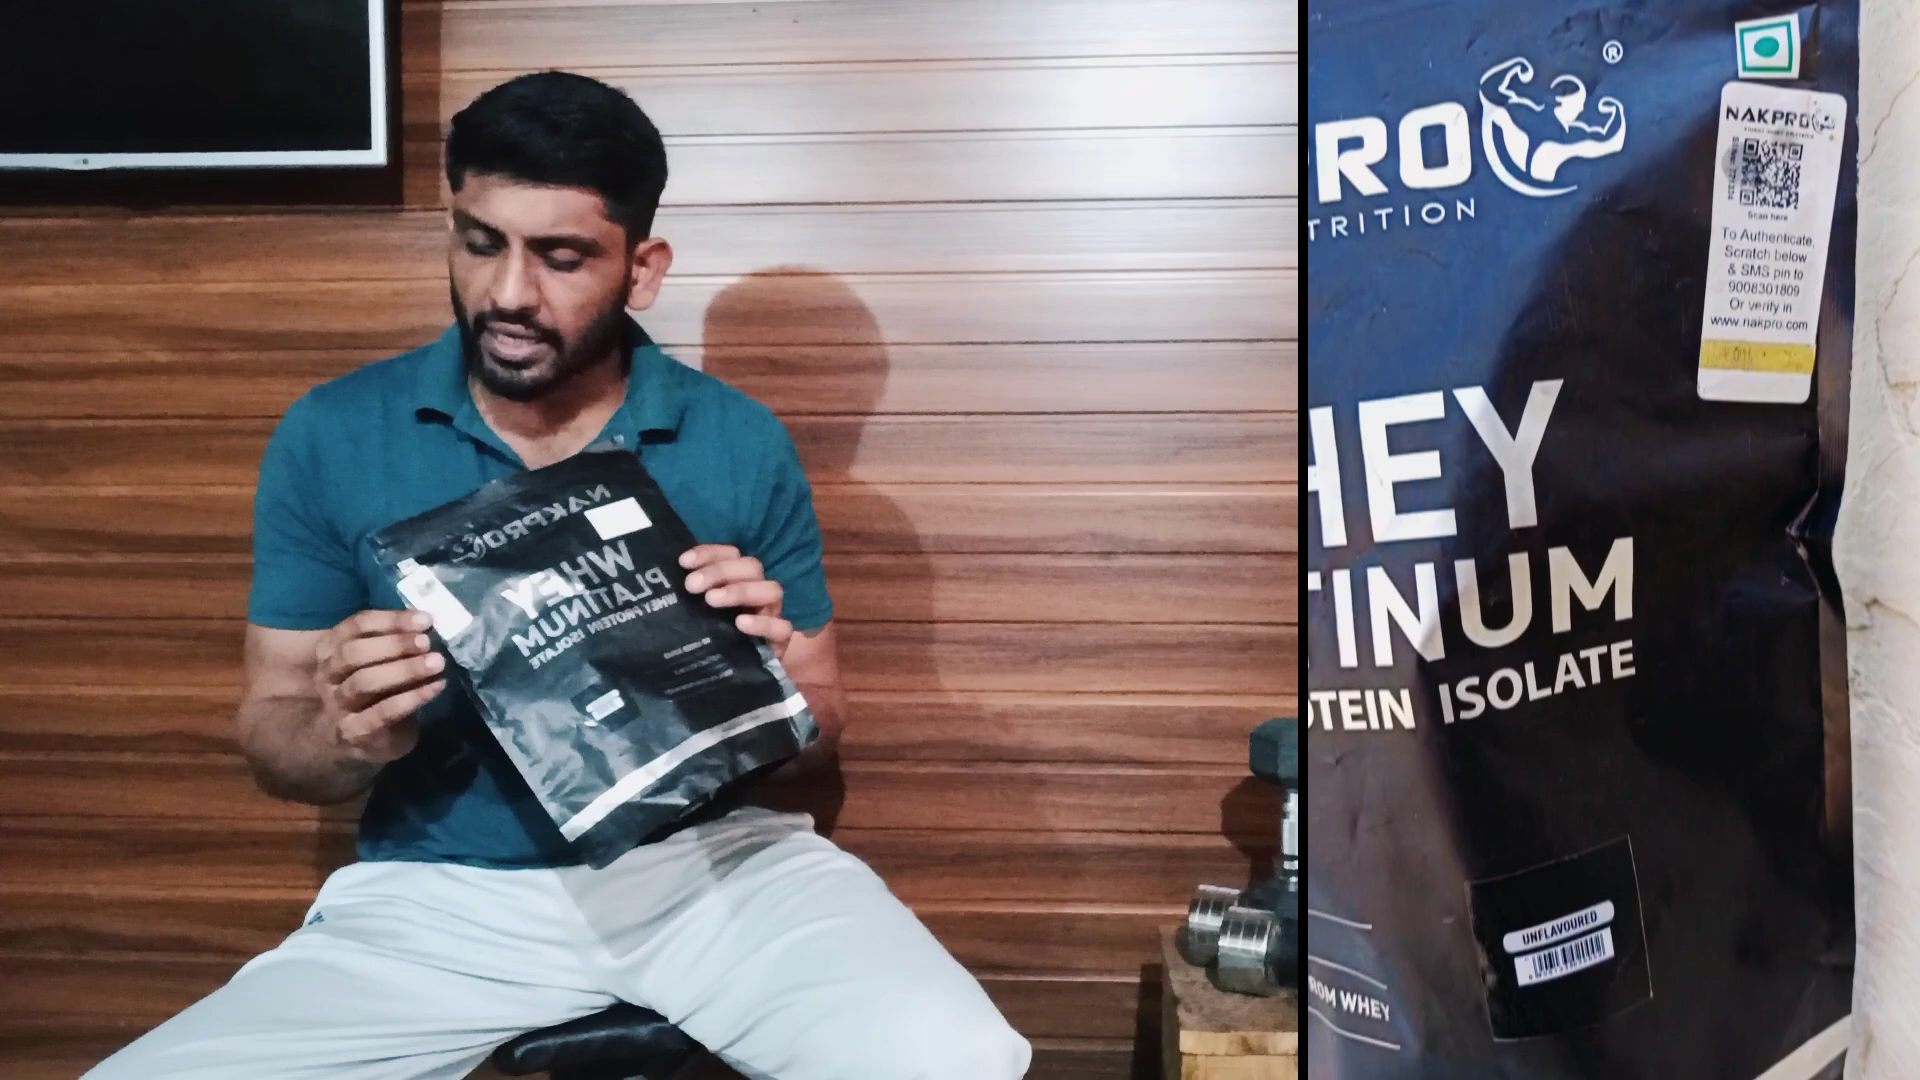 NAKPRO
WHEY
PLATINUM
WHEY PROTEIN ISOLATE
RO®
TRITION
NAKPRO
Scan here
To Authenticate,
Scratch below
& SMS pin to
9008301809
Or verify in
www.nakpro.com
HEY
TINUM
OTEIN ISOLATE
UNFLAVOURED
ROM WHEY